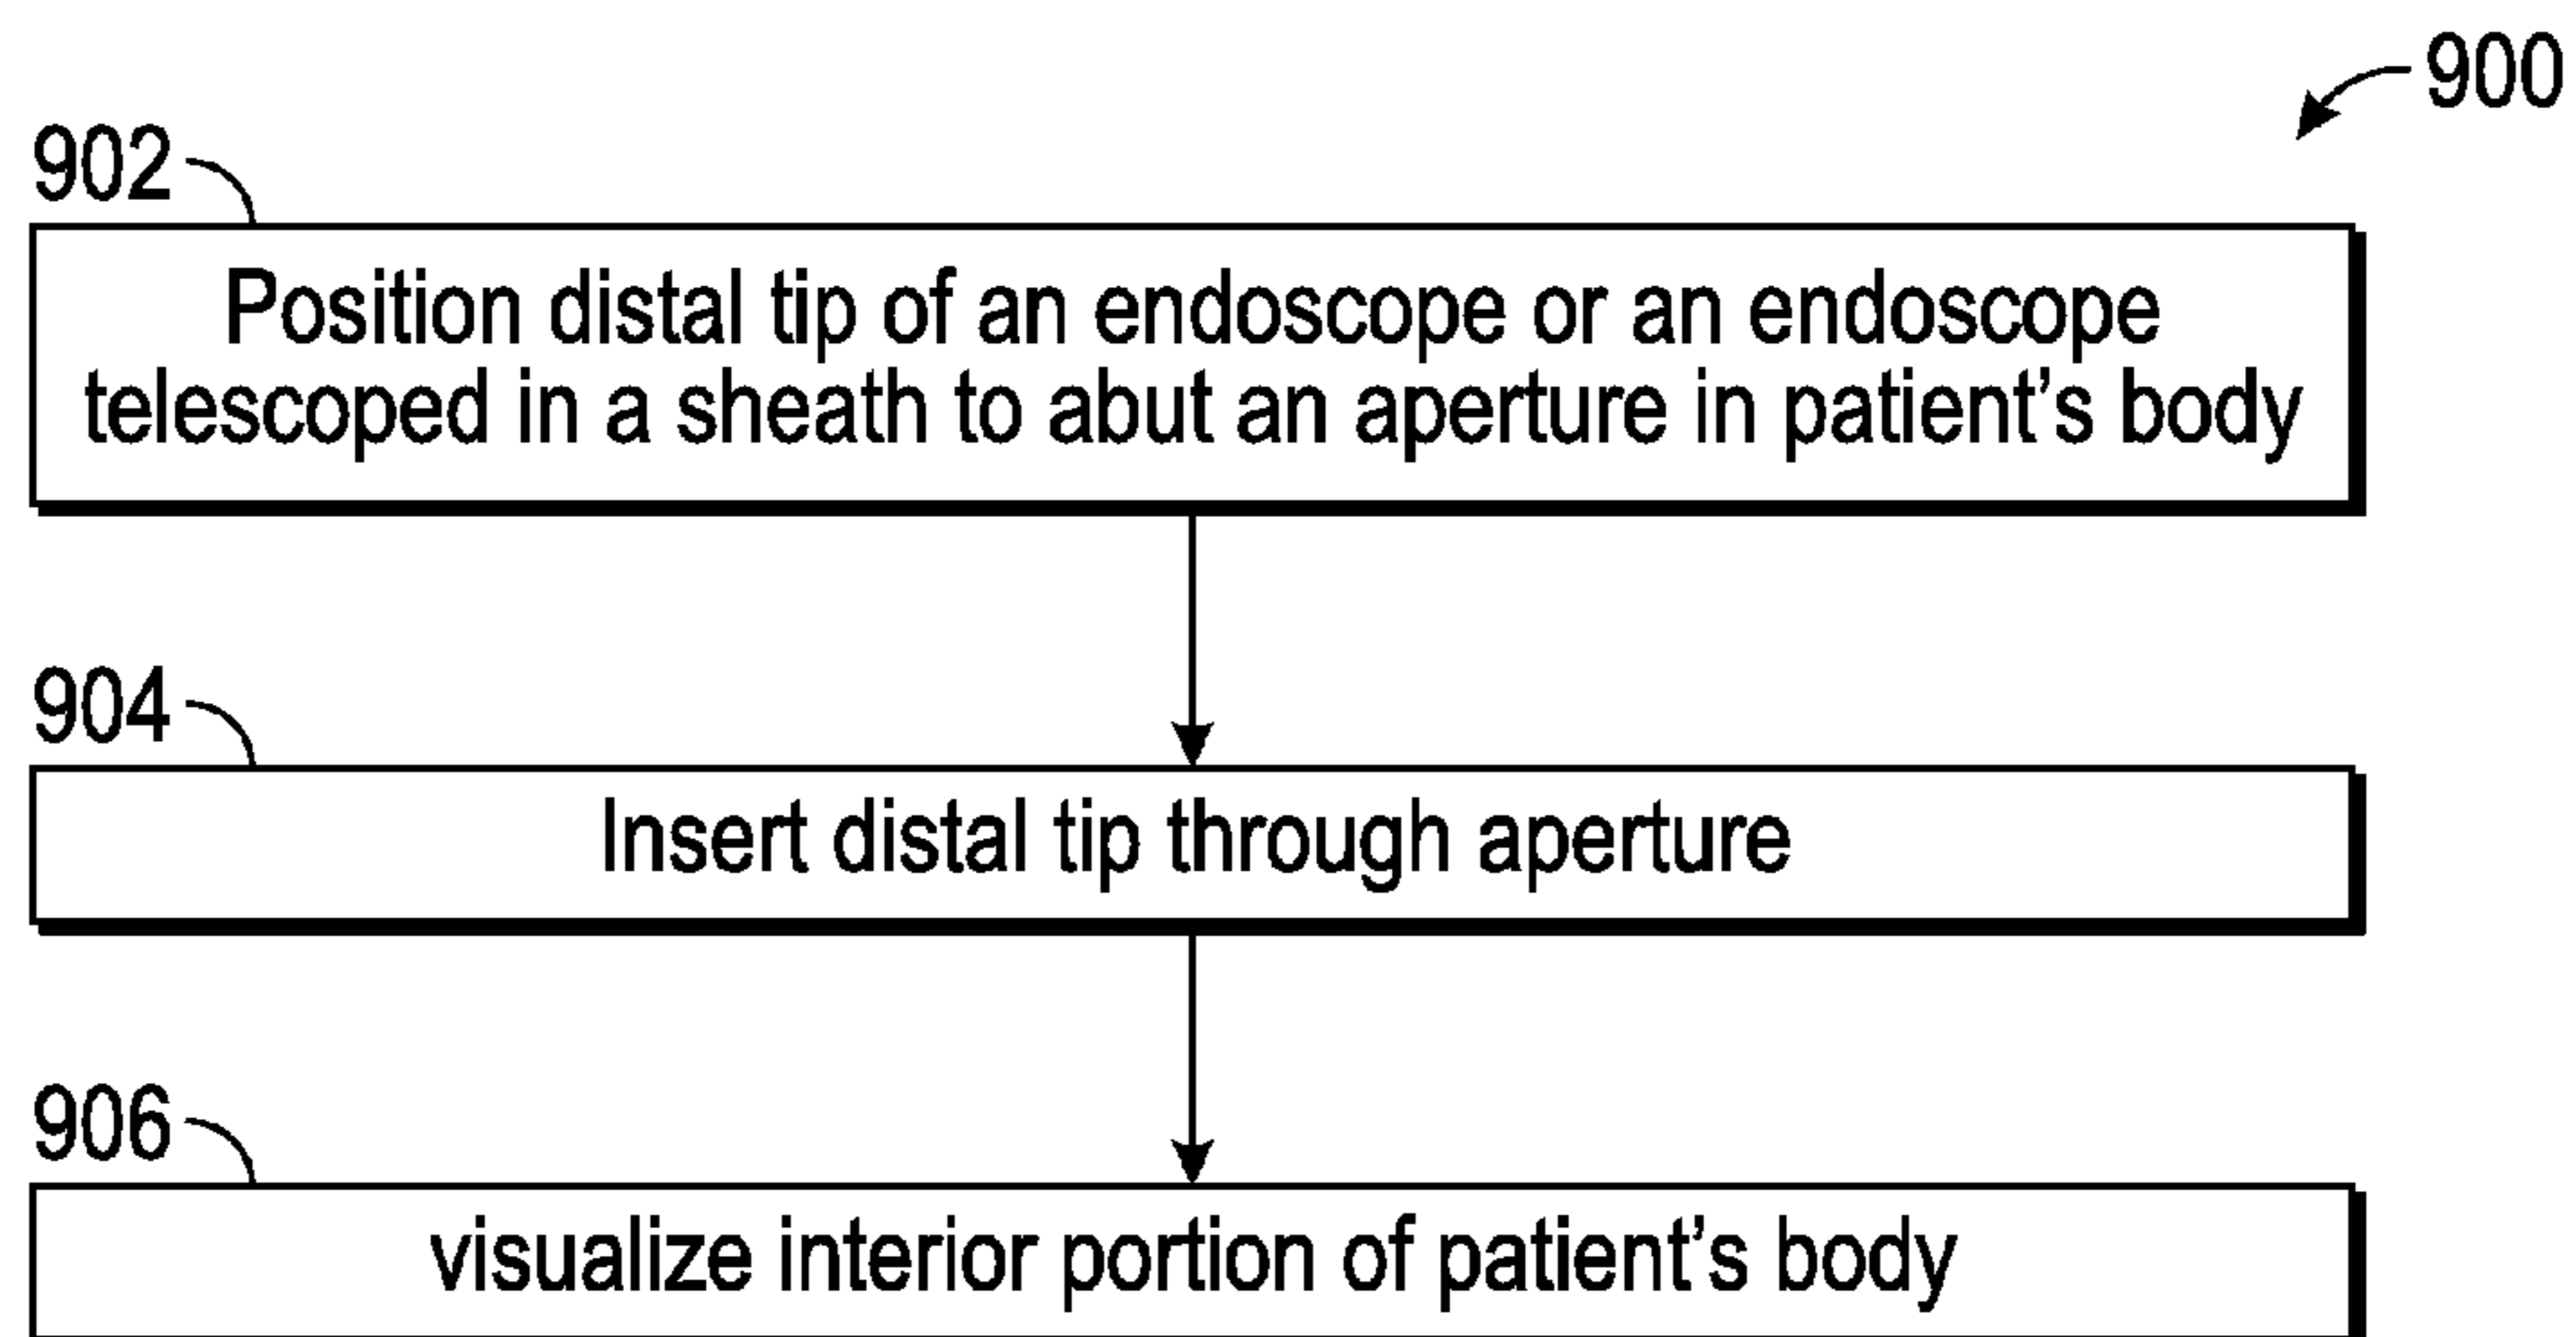 900
902
Position distal tip of an endoscope or an endoscope
telescoped in a sheath to abut an aperture in patient’s body
904
Insert distal tip through aperture
906
visualize interior portion of patient’s body